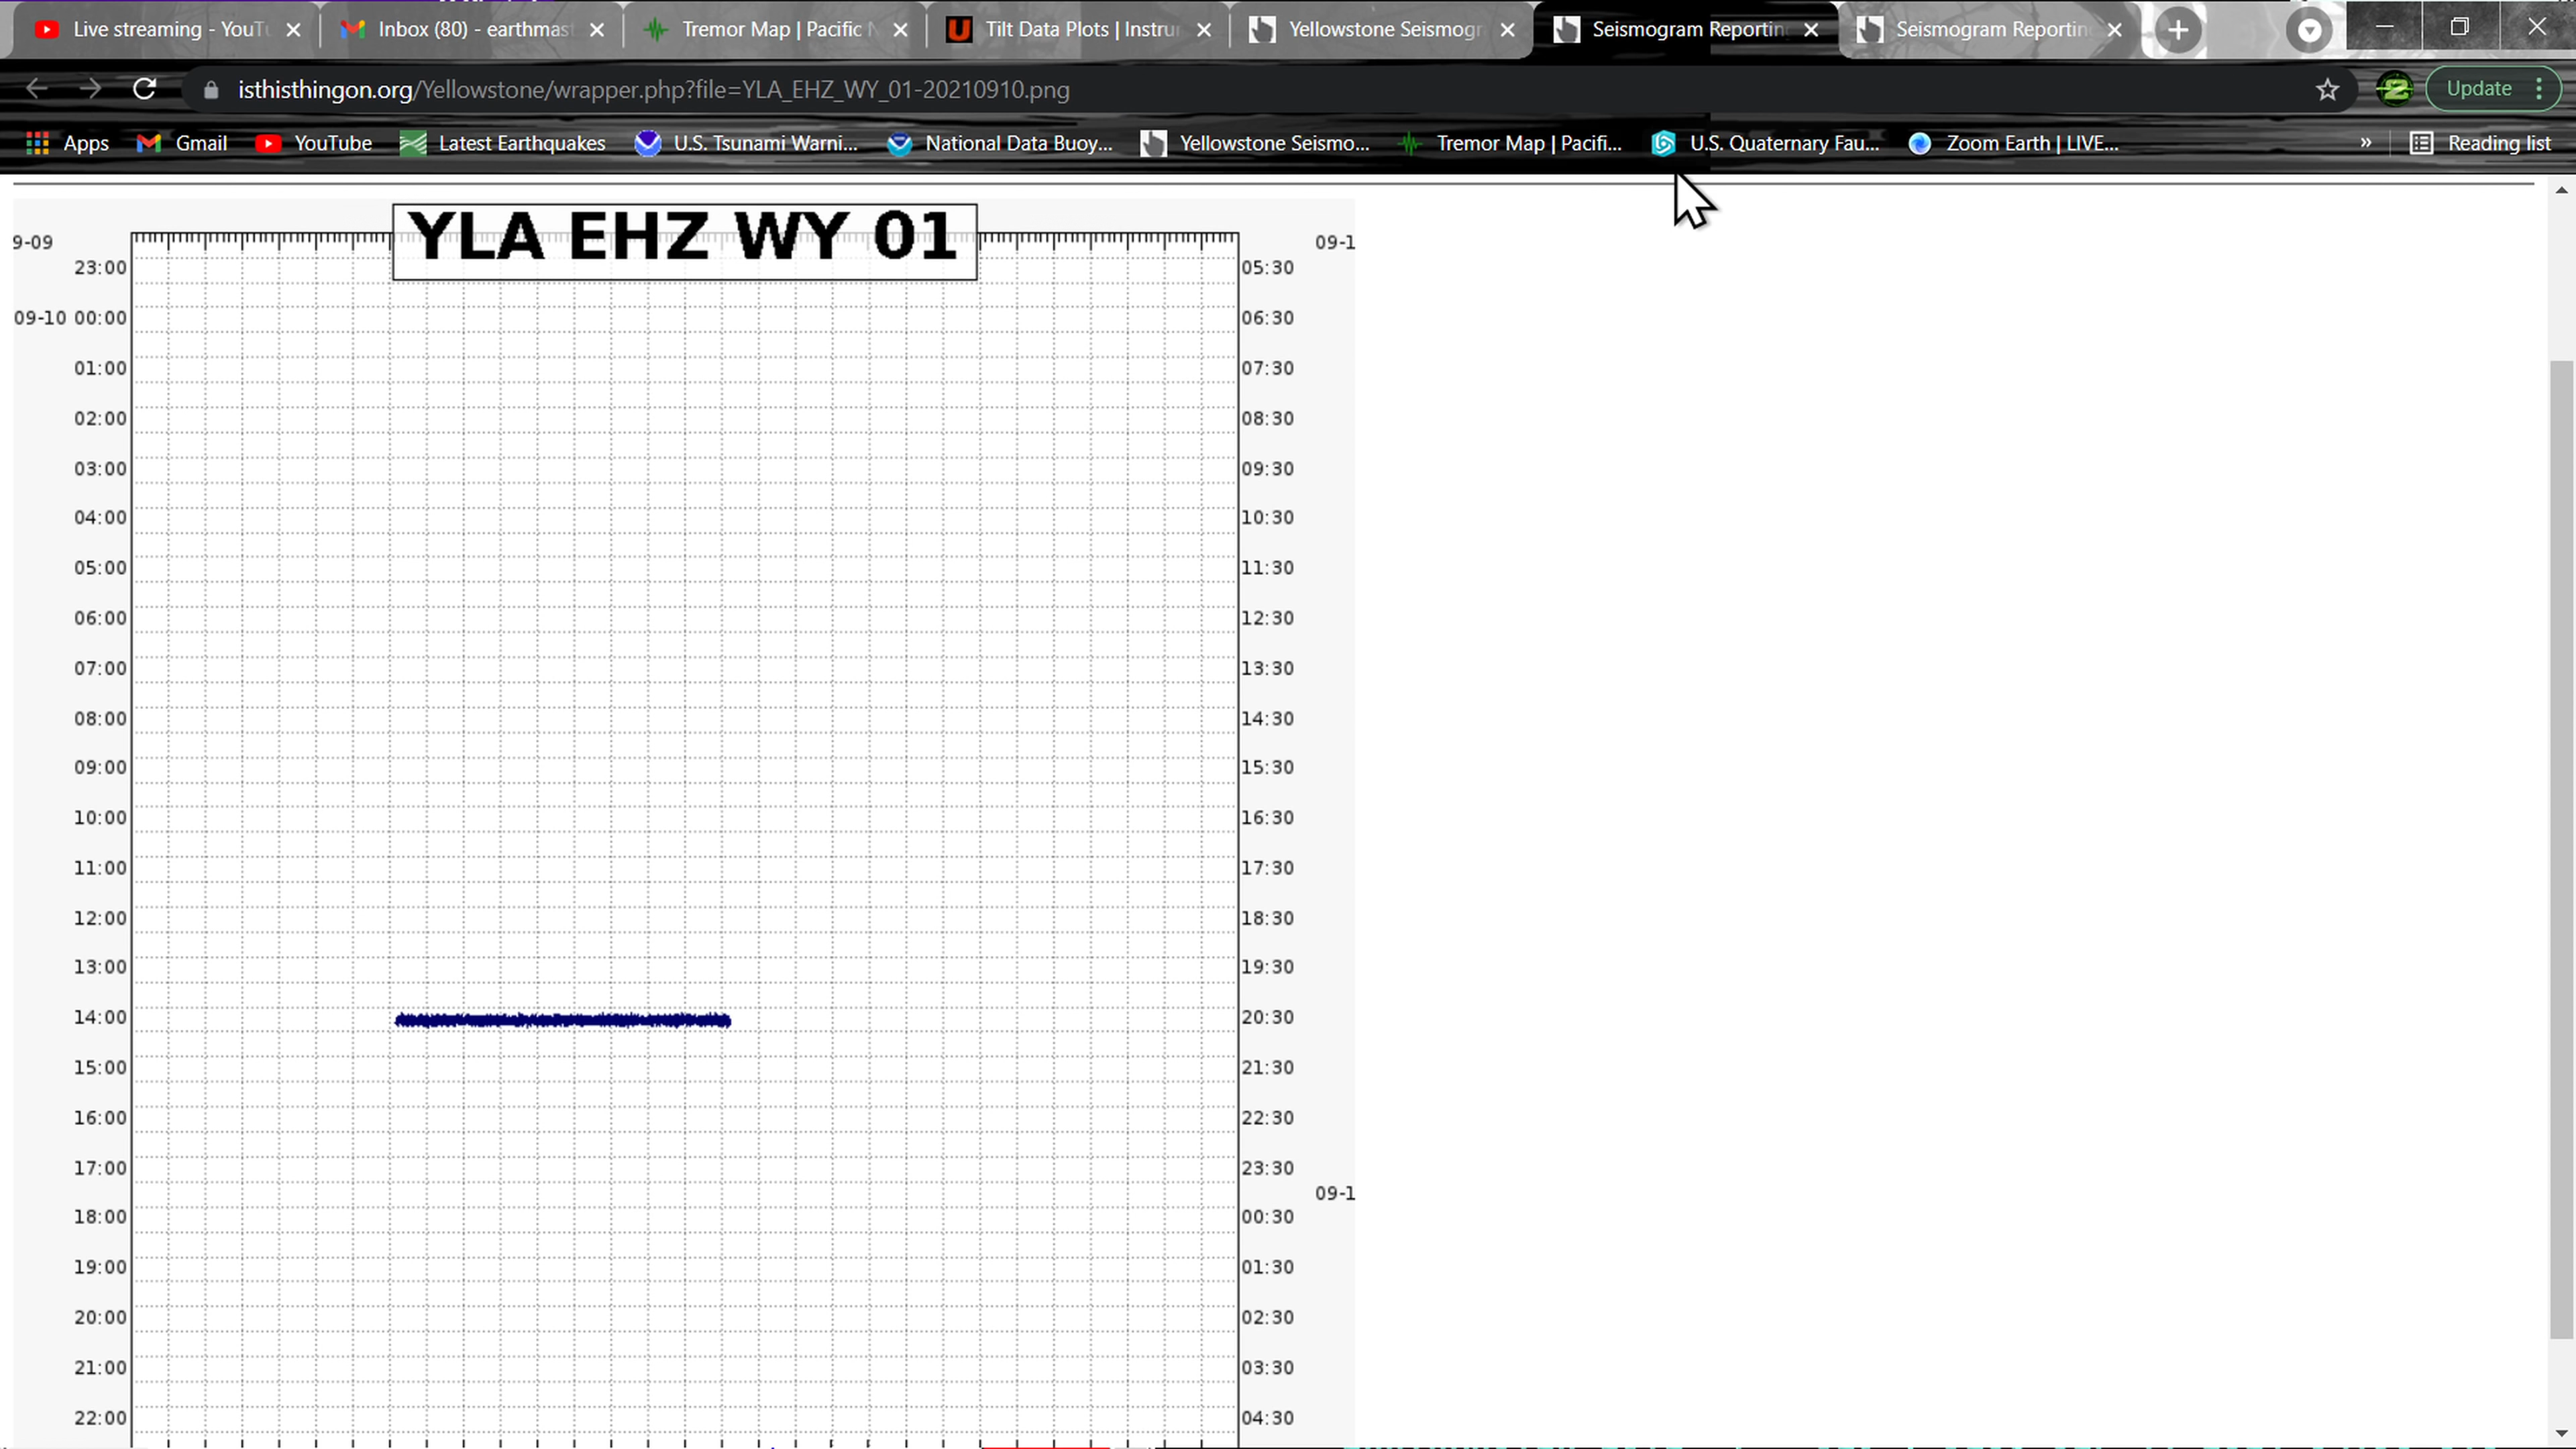 Live streaming - YouTu
Inbox (80) - earthmast
Tremor Map | Pacific N
Tilt Data Plots | Instru
Yellowstone Seismogr
Seismogram Reportin
Seismogram Reportin
isthisthingon.org/Yellowstone/wrapper.php?file=YLA_EHZ_WY_01-20210910.png
Update
Apps
Gmail
YouTube
Latest Earthquakes
U.S. Tsunami Warni...
National Data Buoy...
Yellowstone Seismo...
Tremor Map | Pacifi...
U.S. Quaternary Fau...
Zoom Earth | LIVE...
»
Reading list
YLA EHZ WY 01
9-09 09-1
23:00 05:30
09-10 00:00 06:30
01:00 07:30
02:00 08:30
03:00 09:30
04:00 10:30
05:00 11:30
06:00 12:30
07:00 13:30
08:00 14:30
09:00 15:30
10:00 16:30
11:00 17:30
12:00 18:30
13:00 19:30
14:00 20:30
15:00 21:30
16:00 22:30
17:00 23:30
09-1
18:00 00:30
19:00 01:30
20:00 02:30
21:00 03:30
22:00 04:30